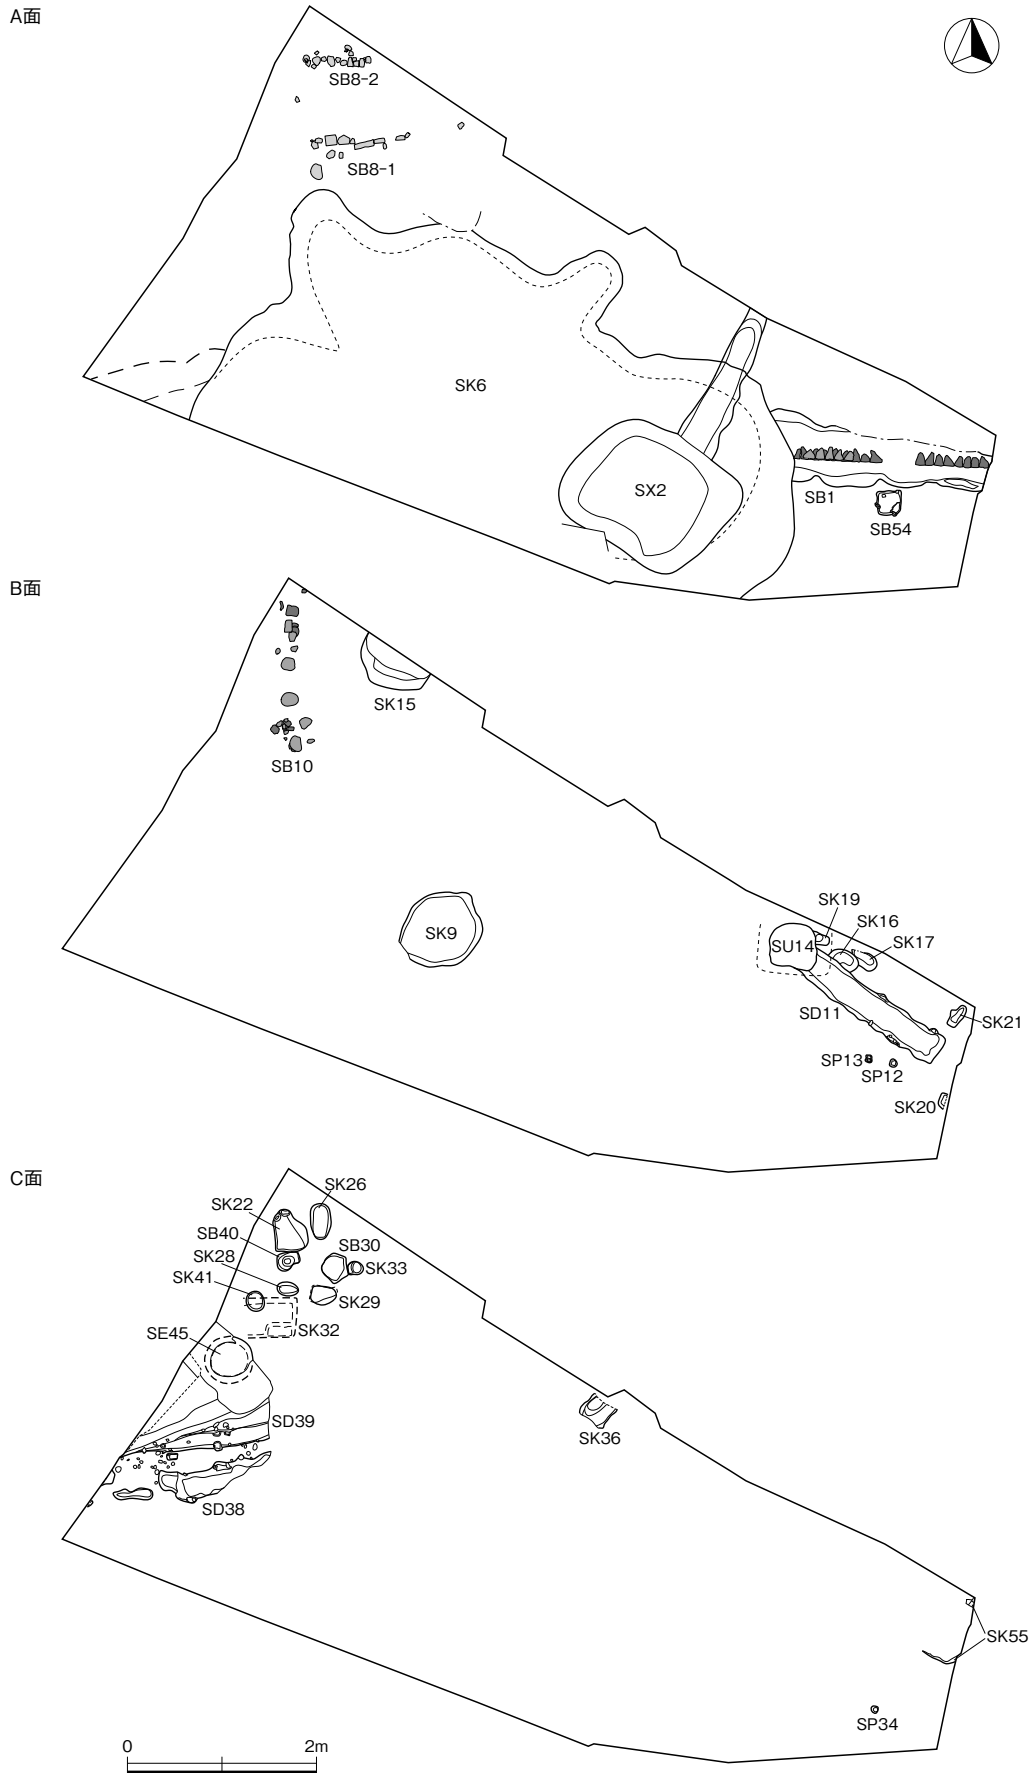 A面
SB8-2
SB8-1
SK6
SX2
SB1
SB54
B面
SK15
SB10
SK9
SK19
SK16
SU14
SK17
SD11
SK21
SP13
SP12
SK20
C面
SK26
SK22
SB40
SB30
SK28
SK33
SK41
SK29
SK32
SE45
SD39
SK36
SD38
SK55
SP34
0 2m